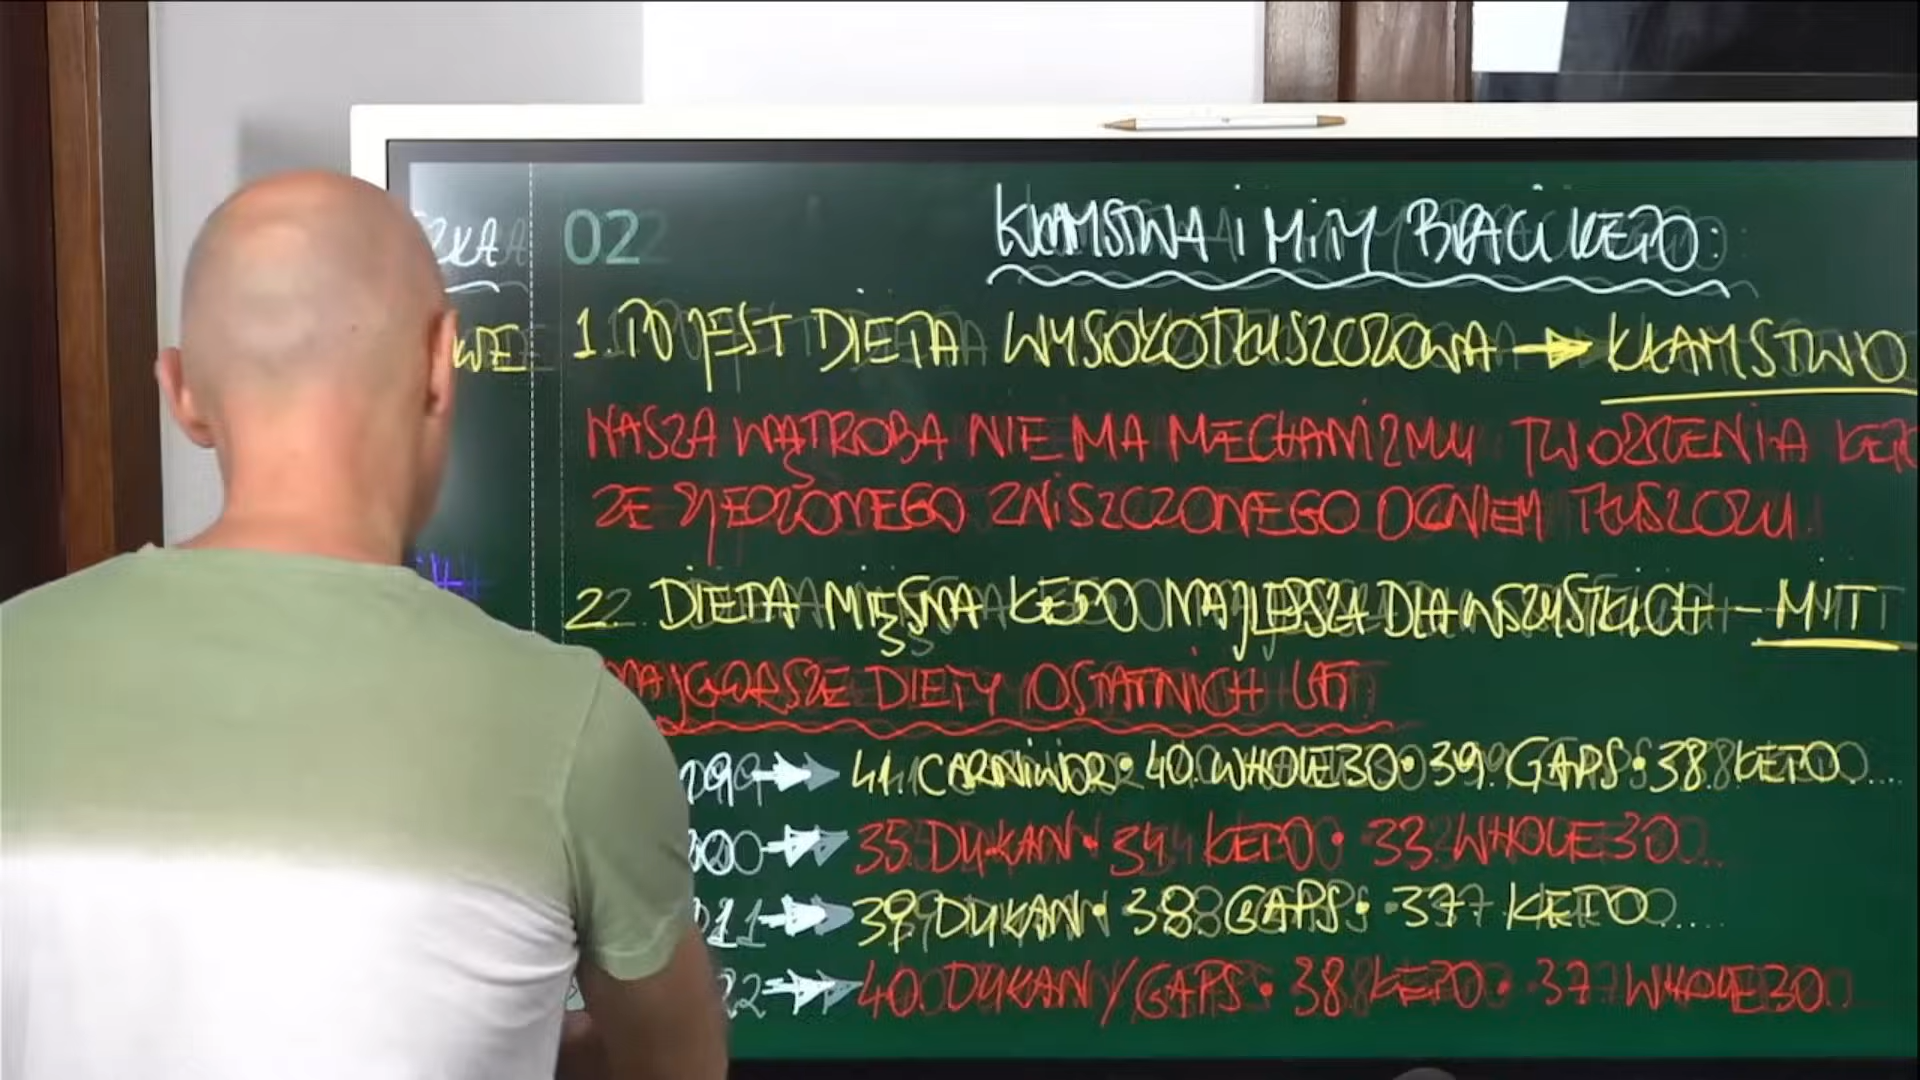 02
KŁAMSTWA I MITY BRACI KETO:
WE
1. TO JEST DIETA WYSOKOTŁUSZCZOWA → KŁAMSTWO
NASZA WĄTROBA NIE MA MECHANIZMU TWORZENIA KETO
ZE ZJEDZONEGO ZNISZCZONEGO OGNIEM TŁUSZCZU.
2. DIETA MIĘSNA KETO NAJLEPSZA DLA WSZYSTKICH - MIT
NAJGORSZE DIETY OSTATNICH LAT:
→ 41. CARNIWOR • 40. WHOLE30 • 39. GAPS • 38. KETO...
→ 35. DUKAN • 34. KETO • 33. WHOLE30...
→ 39. DUKAN • 38. GAPS • 37. KETO....
→ 40. DUKAN/GAPS • 38. KETO • 37. WHOLE30..